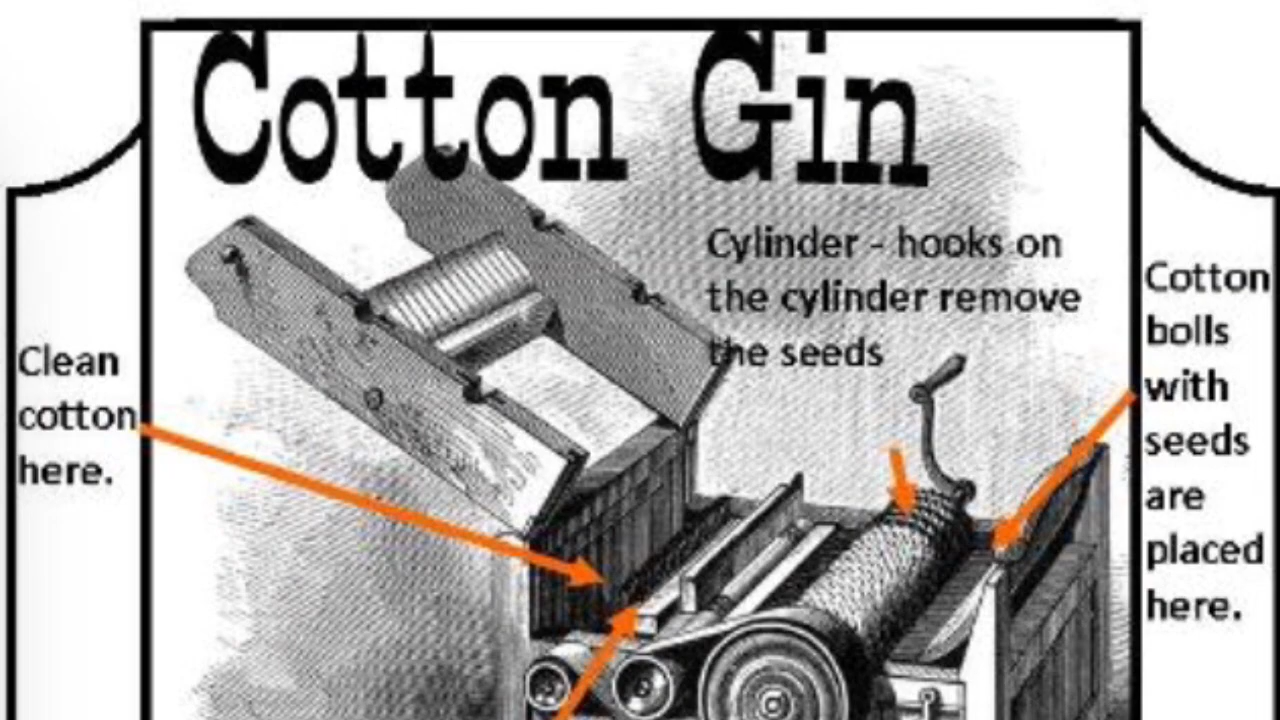 Cotton Gin
Cylinder - hooks on
the cylinder remove
the seeds
Clean
cotton
here.
Cotton
bolls
with
seeds
are
placed
here.